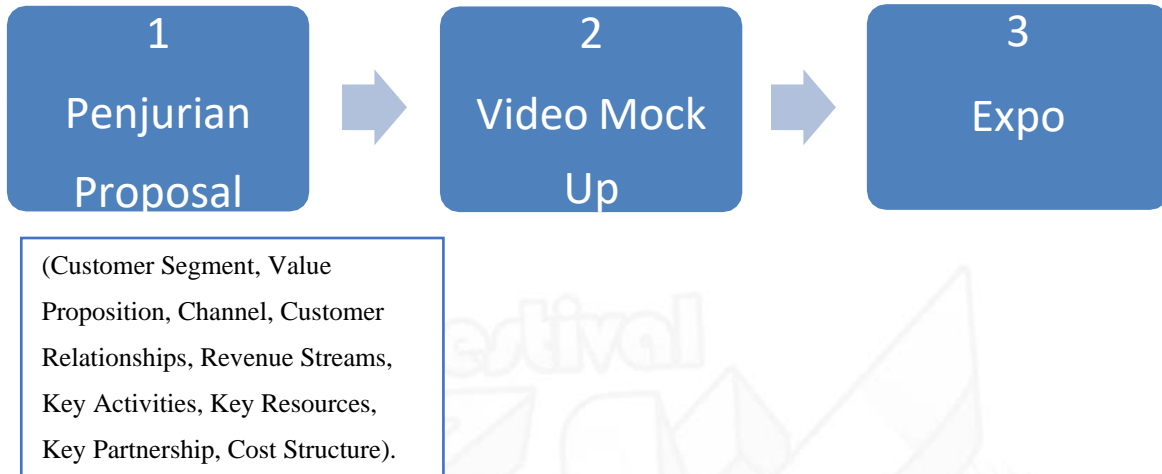 1
Penjurian
Proposal
2
Video Mock
Up
3
Expo
(Customer Segment, Value
Proposition, Channel, Customer
Relationships, Revenue Streams,
Key Activities, Key Resources,
Key Partnership, Cost Structure).